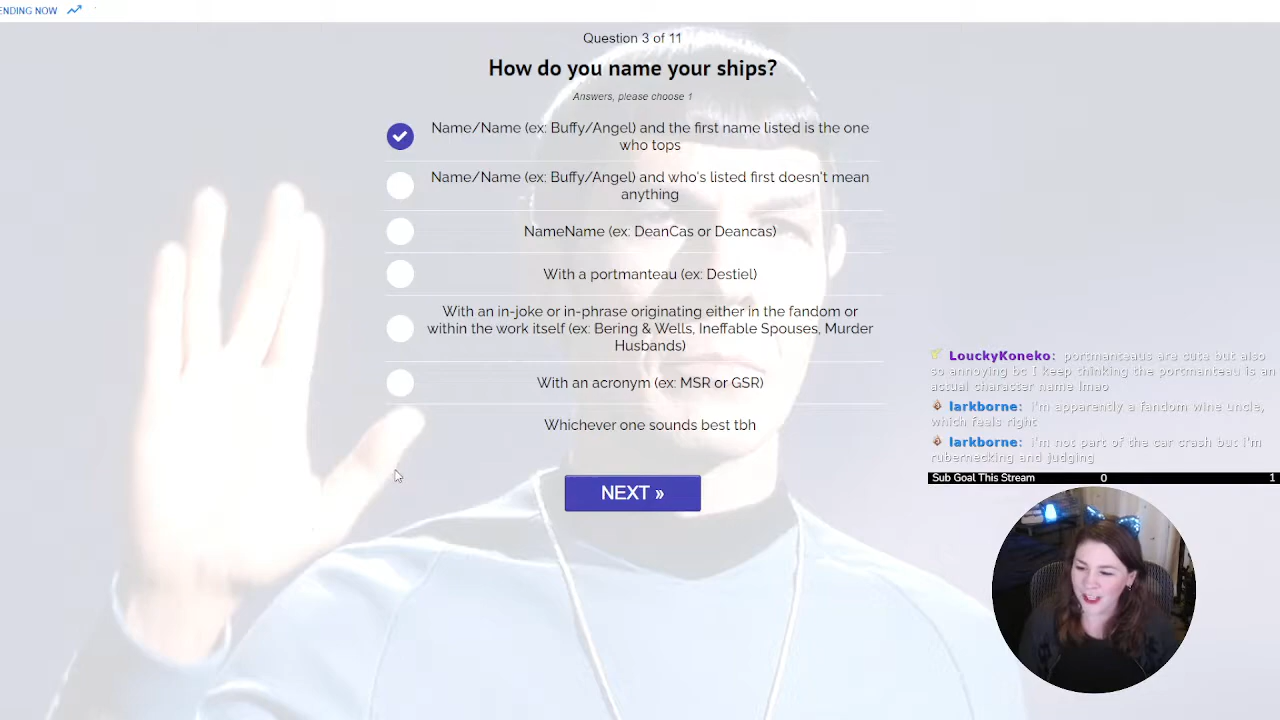 ENDING NOW
Question 3 of 11
How do you name your ships?
Answers, please choose 1
Name/Name (ex: Buffy/Angel) and the first name listed is the one
who tops
Name/Name (ex: Buffy/Angel) and who's listed first doesn't mean
anything
NameName (ex: DeanCas or Deancas)
With a portmanteau (ex: Destiel)
With an in-joke or in-phrase originating either in the fandom or
within the work itself (ex: Bering & Wells, Ineffable Spouses, Murder
Husbands)
With an acronym (ex: MSR or GSR)
Whichever one sounds best tbh
NEXT »
LouckyKoneko: portmanteaus are cute but also
so annoying bc I keep thinking the portmanteau is an
actual character name lmao
larkborne: I'm apparently a fandom wine uncle,
which feels right
larkborne: I'm not part of the car crash but I'm
rubernecking and judging
Sub Goal This Stream 0 1